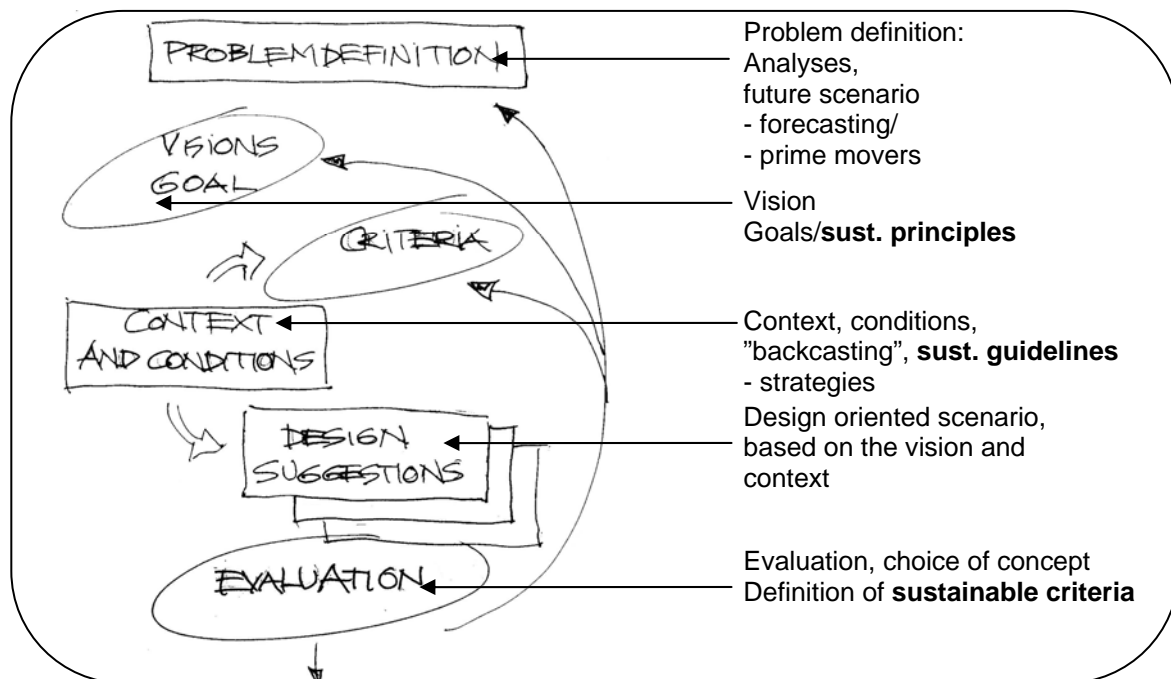 PROBLEM DEFINITION
VISIONS
GOAL
CRITERIA
CONTEXT
AND CONDITIONS
DESIGN
SUGGESTIONS
EVALUATION
Problem definition:
Analyses,
future scenario
- forecasting/
- prime movers
Vision
Goals/sust. principles
Context, conditions,
”backcasting”, sust. guidelines
- strategies
Design oriented scenario,
based on the vision and
context
Evaluation, choice of concept
Definition of sustainable criteria